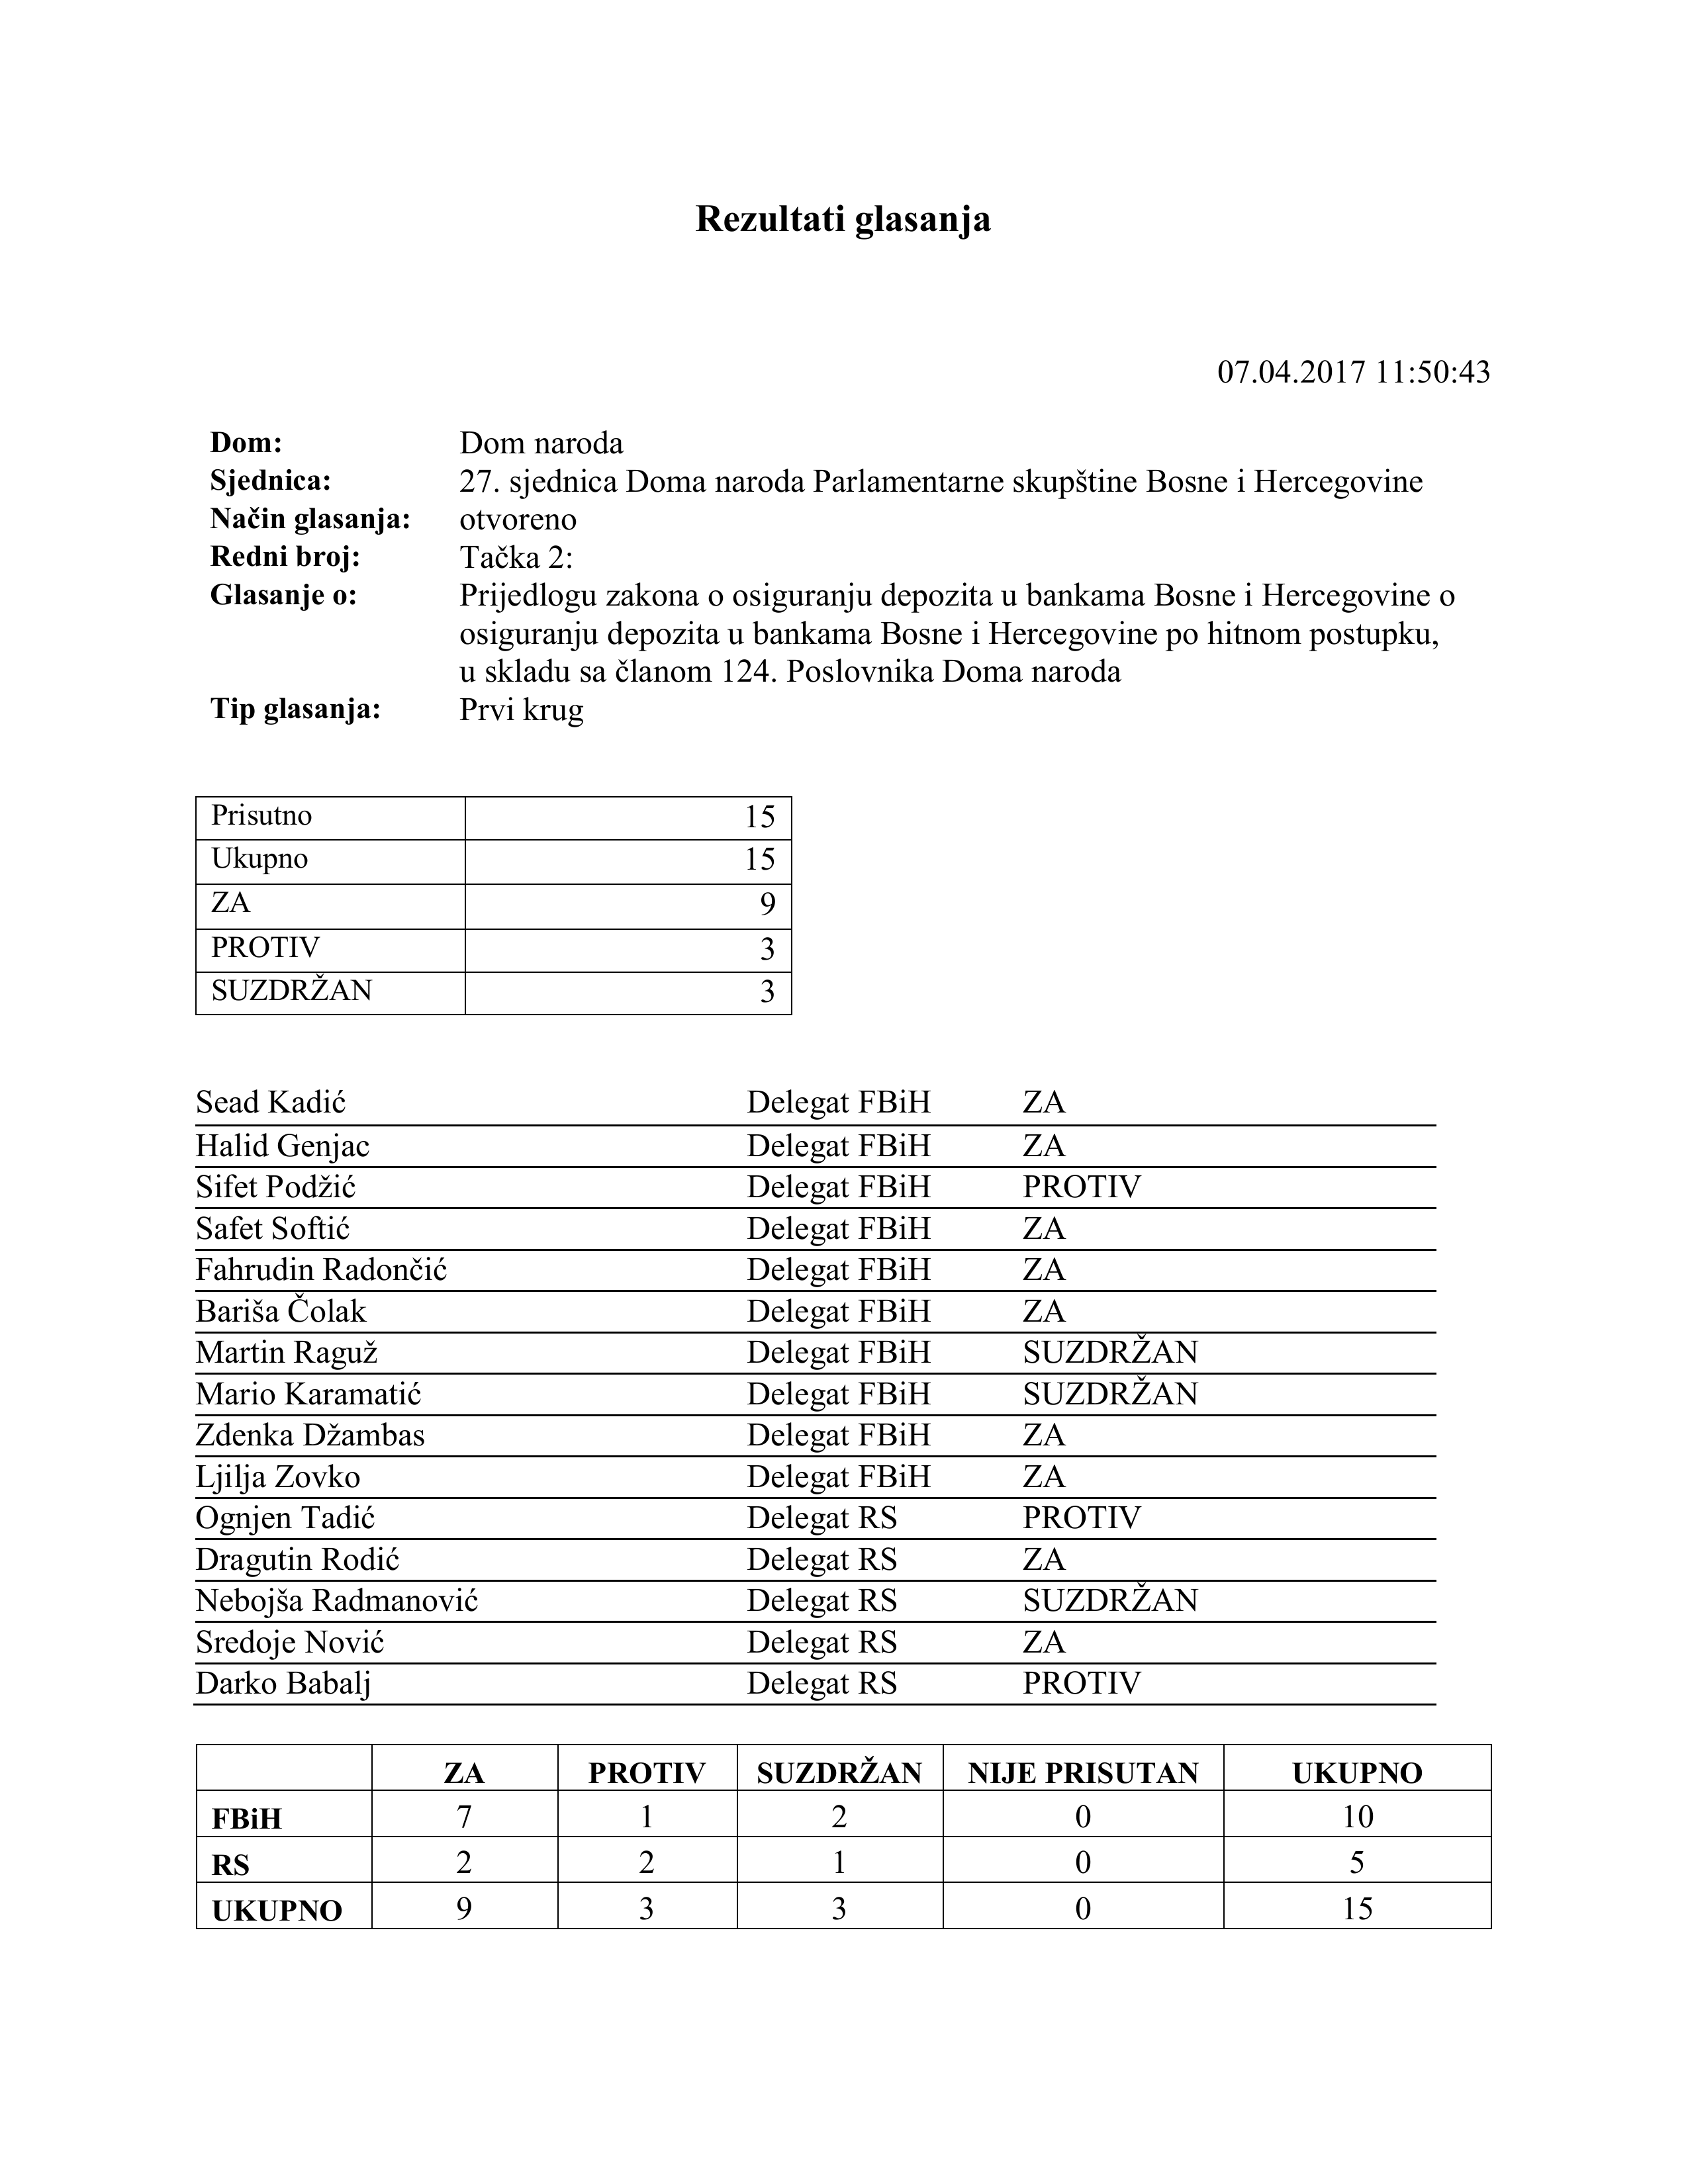 Rezultati glasanja
07.04.2017 11:50:43
Dom: Dom naroda
Sjednica: 27. sjednica Doma naroda Parlamentarne skupštine Bosne i Hercegovine
Način glasanja: otvoreno
Redni broj: Tačka 2:
Glasanje o: Prijedlogu zakona o osiguranju depozita u bankama Bosne i Hercegovine o
osiguranju depozita u bankama Bosne i Hercegovine po hitnom postupku,
u skladu sa članom 124. Poslovnika Doma naroda
Tip glasanja: Prvi krug
Prisutno 15
Ukupno 15
ZA 9
PROTIV 3
SUZDRŽAN 3
Sead Kadić Delegat FBiH ZA
Halid Genjac Delegat FBiH ZA
Sifet Podžić Delegat FBiH PROTIV
Safet Softić Delegat FBiH ZA
Fahrudin Radončić Delegat FBiH ZA
Bariša Čolak Delegat FBiH ZA
Martin Raguž Delegat FBiH SUZDRŽAN
Mario Karamatić Delegat FBiH SUZDRŽAN
Zdenka Džambas Delegat FBiH ZA
Ljilja Zovko Delegat FBiH ZA
Ognjen Tadić Delegat RS PROTIV
Dragutin Rodić Delegat RS ZA
Nebojša Radmanović Delegat RS SUZDRŽAN
Sredoje Nović Delegat RS ZA
Darko Babalj Delegat RS PROTIV
ZA PROTIV SUZDRŽAN NIJE PRISUTAN UKUPNO
FBiH 7 1 2 0 10
RS 2 2 1 0 5
UKUPNO 9 3 3 0 15